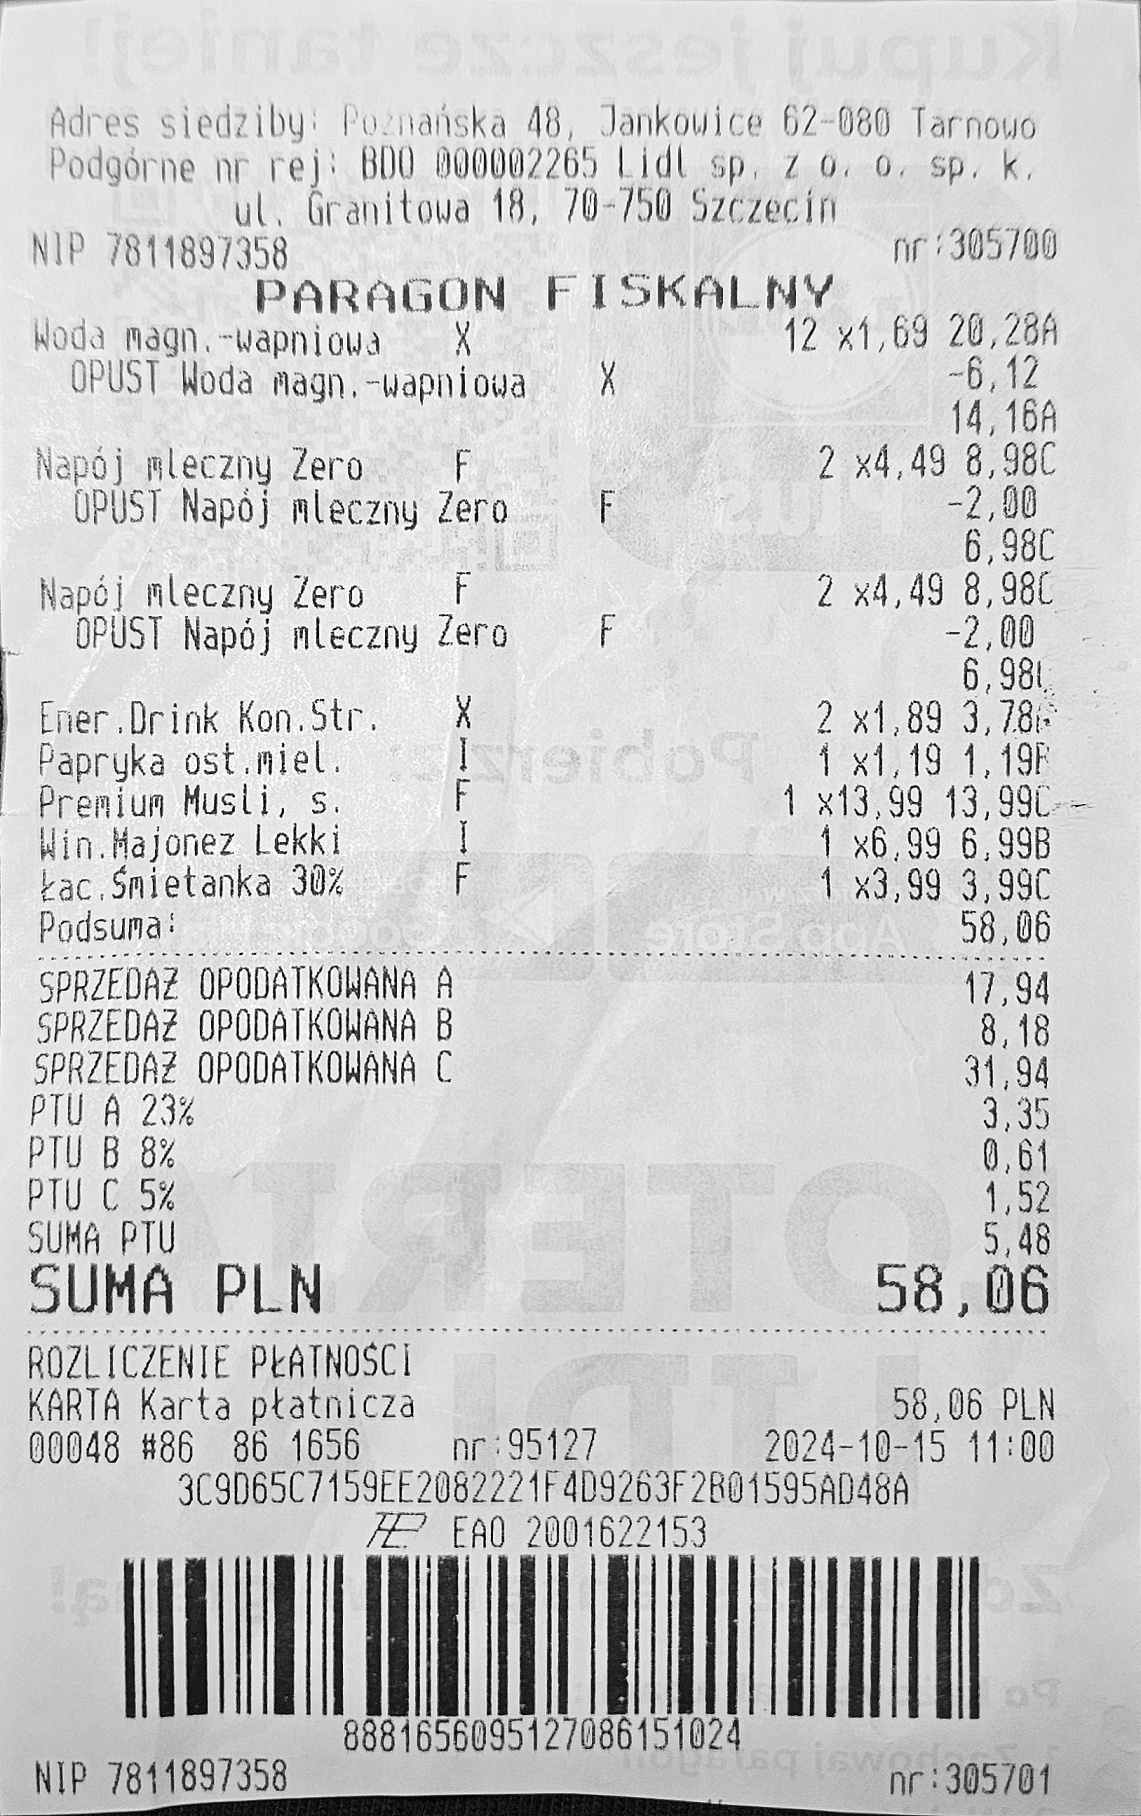 Adres siedziby: Poznańska 48, Jankowice 62-080 Tarnowo
Podgórne nr rej: BDO 000002265 Lidl sp. z o. o. sp. k.
ul. Granitowa 18, 70-750 Szczecin
NIP 7811897358 nr:305700
PARAGON FISKALNY
Woda magn.-wapniowa X 12 x1,69 20,28A
OPUST Woda magn.-wapniowa X -6,12
14,16A
Napój mleczny Zero F 2 x4,49 8,98C
OPUST Napój mleczny Zero F -2,00
6,98C
Napój mleczny Zero F 2 x4,49 8,98C
OPUST Napój mleczny Zero F -2,00
6,98C
Ener.Drink Kon.Str. X 2 x1,89 3,78A
Papryka ost.miel. I 1 x1,19 1,19B
Premium Musli, s. F 1 x13,99 13,99C
Win.Majonez Lekki I 1 x6,99 6,99B
Łac.Śmietanka 30% F 1 x3,99 3,99C
Podsuma: 58,06
SPRZEDAŻ OPODATKOWANA A 17,94
SPRZEDAŻ OPODATKOWANA B 8,18
SPRZEDAŻ OPODATKOWANA C 31,94
PTU A 23% 3,35
PTU B 8% 0,61
PTU C 5% 1,52
SUMA PTU 5,48
SUMA PLN 58,06
ROZLICZENIE PŁATNOŚCI
KARTA Karta płatnicza 58,06 PLN
00048 #86 86 1656 nr:95127 2024-10-15 11:00
3C9D65C7159EE2082221F4D9263F2B01595AD48A
EAO 2001622153
8881656095127086151024
NIP 7811897358 nr:305701